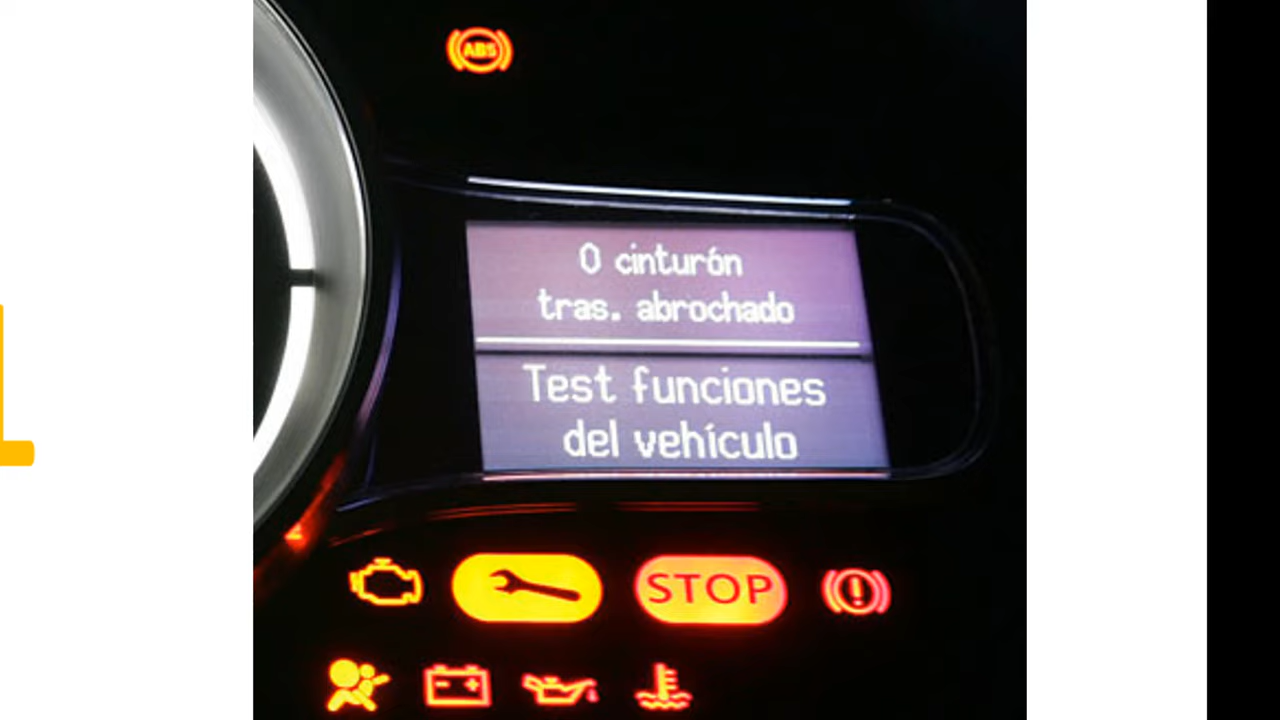 ABS
0 cinturón
tras. abrochado
Test funciones
del vehículo
STOP